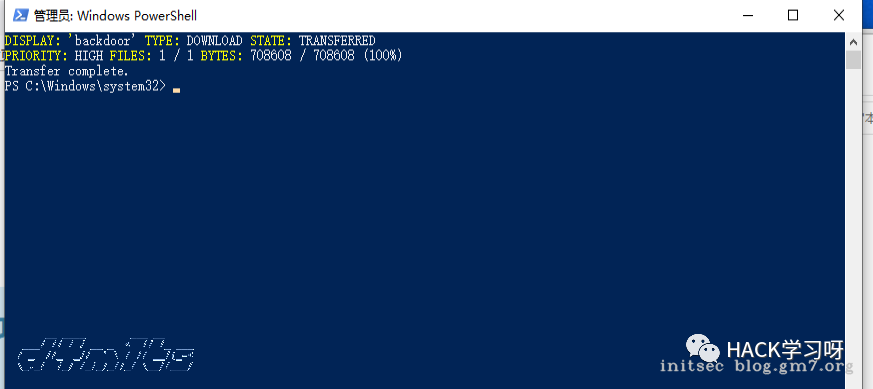 管理员: Windows PowerShell
DISPLAY: 'backdoor' TYPE: DOWNLOAD STATE: TRANSFERRED
PRIORITY: HIGH FILES: 1 / 1 BYTES: 708608 / 708608 (100%)
Transfer complete.
PS C:\Windows\system32>
HACK学习呀
initsec blog.gm7.org